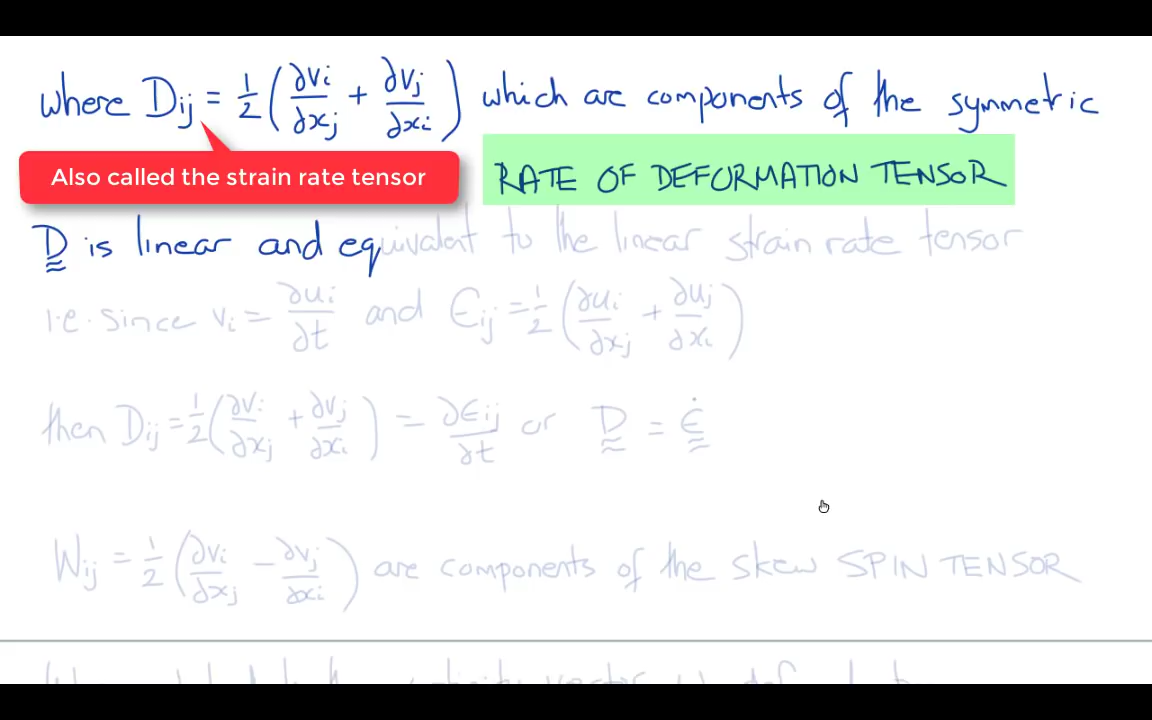 where Dij = 1/2 ( ∂vi/∂xj + ∂vj/∂xi ) which are components of the symmetric
Also called the strain rate tensor
RATE OF DEFORMATION TENSOR
D is linear and equivalent to the linear strain rate tensor
i.e. since vi = ∂ui/∂t and Єij = 1/2 ( ∂ui/∂xj + ∂uj/∂xi )
then Dij = 1/2 ( ∂vi/∂xj + ∂vj/∂xi ) = ∂Єij/∂t or D = Є̇
Wij = 1/2 ( ∂vi/∂xj − ∂vj/∂xi ) are components of the skew SPIN TENSOR
vector